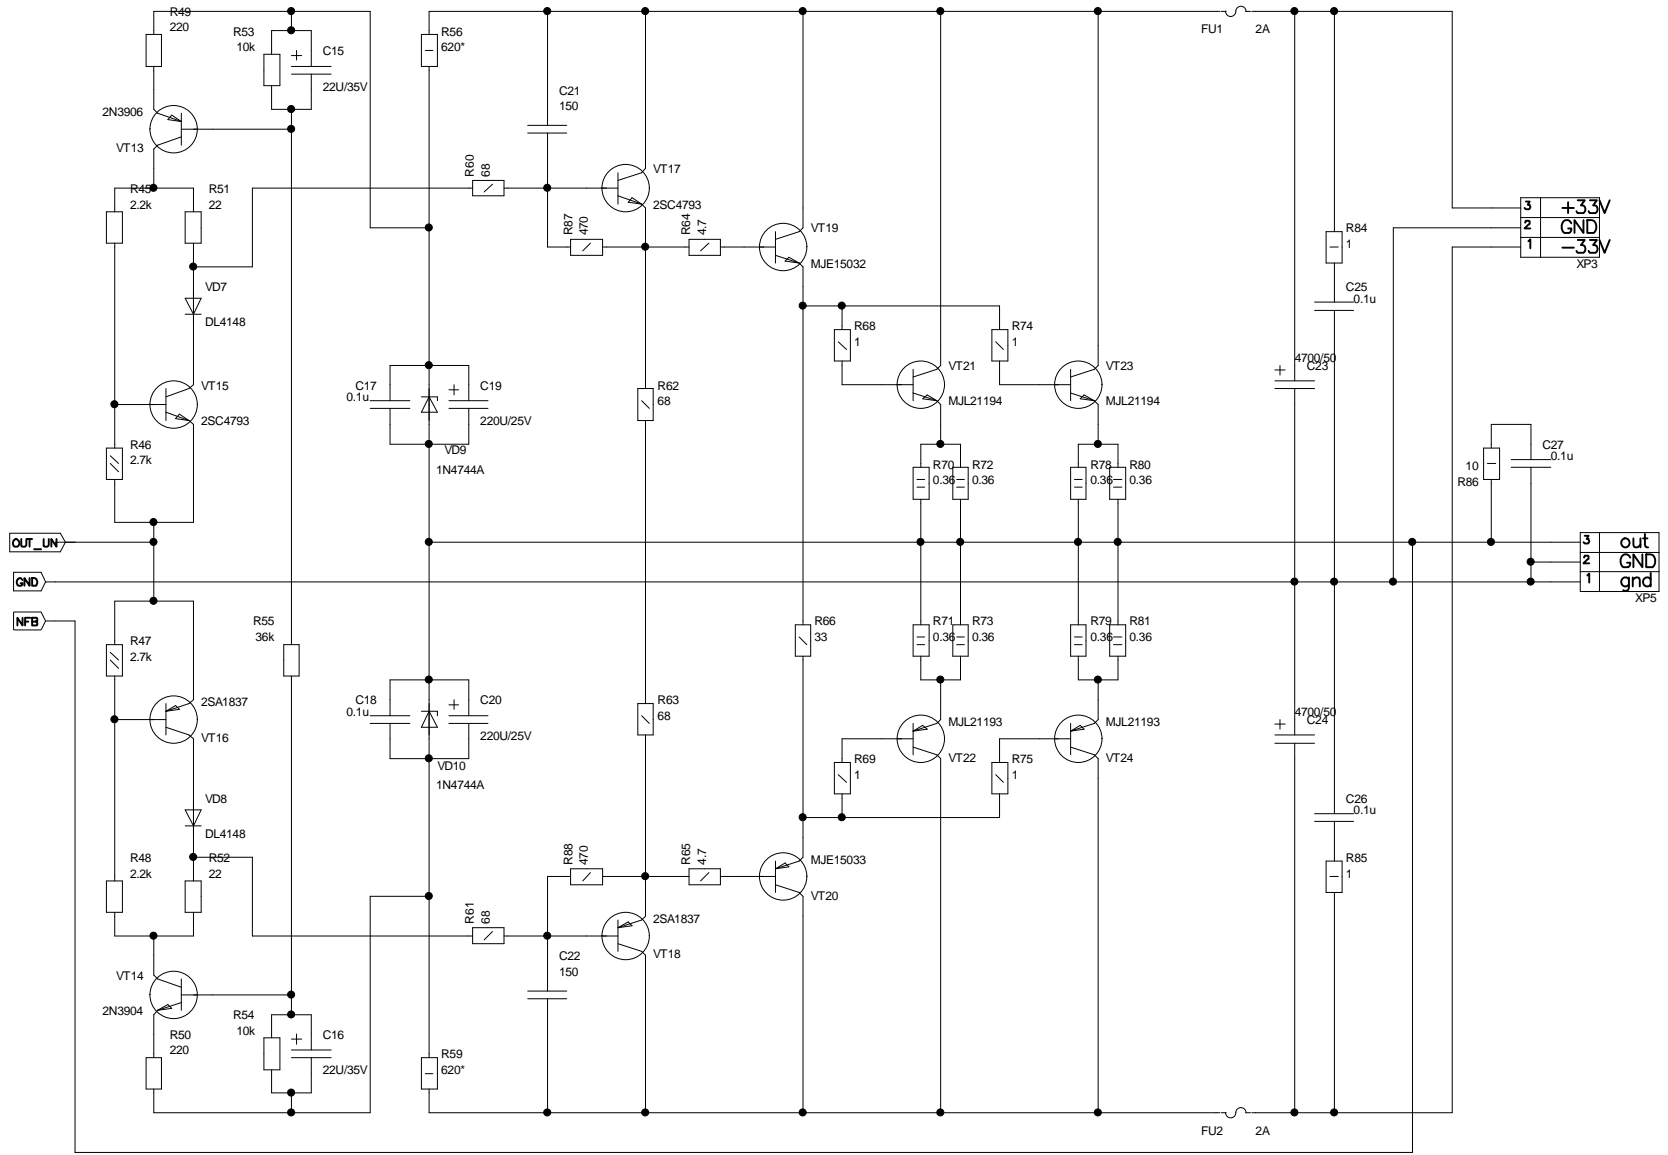 R49
220
R53
10k
C15
22U/35V
2N3906
VT13
R45
2.2k
R51
22
VD7
DL4148
VT15
2SC4793
R46
2.7k
OUT_UN
GND
NFB
R47
2.7k
2SA1837
VT16
VD8
DL4148
R48
2.2k
R52
22
VT14
2N3904
R50
220
R54
10k
C16
22U/35V
R55
36k
R56
620*
C17
0.1u
C19
220U/25V
VD9
1N4744A
C18
0.1u
C20
220U/25V
VD10
1N4744A
R59
620*
C21
150
R60
68
R87
470
VT17
2SC4793
R64
4.7
VT19
MJE15032
R62
68
R63
68
R88
470
R65
4.7
R61
68
C22
150
2SA1837
VT18
MJE15033
VT20
R66
33
R68
1
R74
1
VT21
MJL21194
VT23
MJL21194
R70
0.36
R72
0.36
R78
0.36
R80
0.36
R71
0.36
R73
0.36
R79
0.36
R81
0.36
MJL21193
VT22
MJL21193
VT24
R69
1
R75
1
FU1 2A
FU2 2A
4700/50
C23
4700/50
C24
R84
1
C25
0.1u
C26
0.1u
R85
1
3 +33V
2 GND
1 -33V
XP3
10
R86
C27
0.1u
3 out
2 GND
1 gnd
XP5